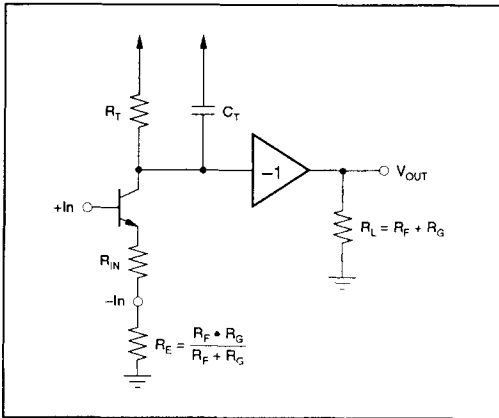 R_T
C_T
−1
V_OUT
+In
R_L = R_F + R_G
R_IN
−In
R_E = R_F • R_G / R_F + R_G